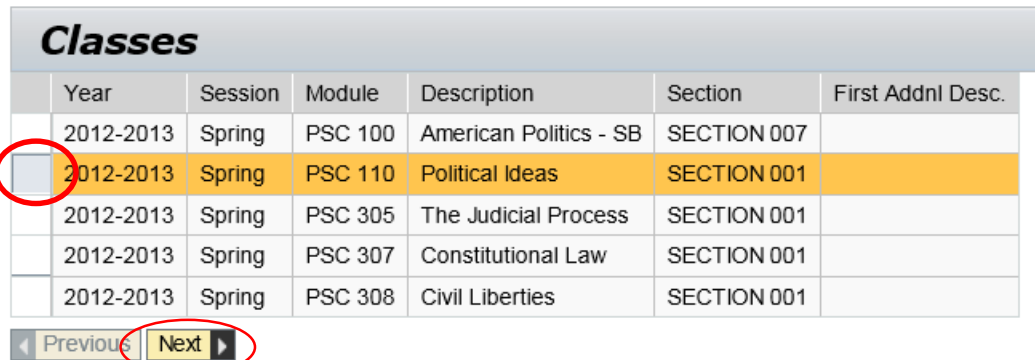 Classes
Year Session Module Description Section First Addnl Desc.
2012-2013 Spring PSC 100 American Politics - SB SECTION 007
2012-2013 Spring PSC 110 Political Ideas SECTION 001
2012-2013 Spring PSC 305 The Judicial Process SECTION 001
2012-2013 Spring PSC 307 Constitutional Law SECTION 001
2012-2013 Spring PSC 308 Civil Liberties SECTION 001
Previous Next